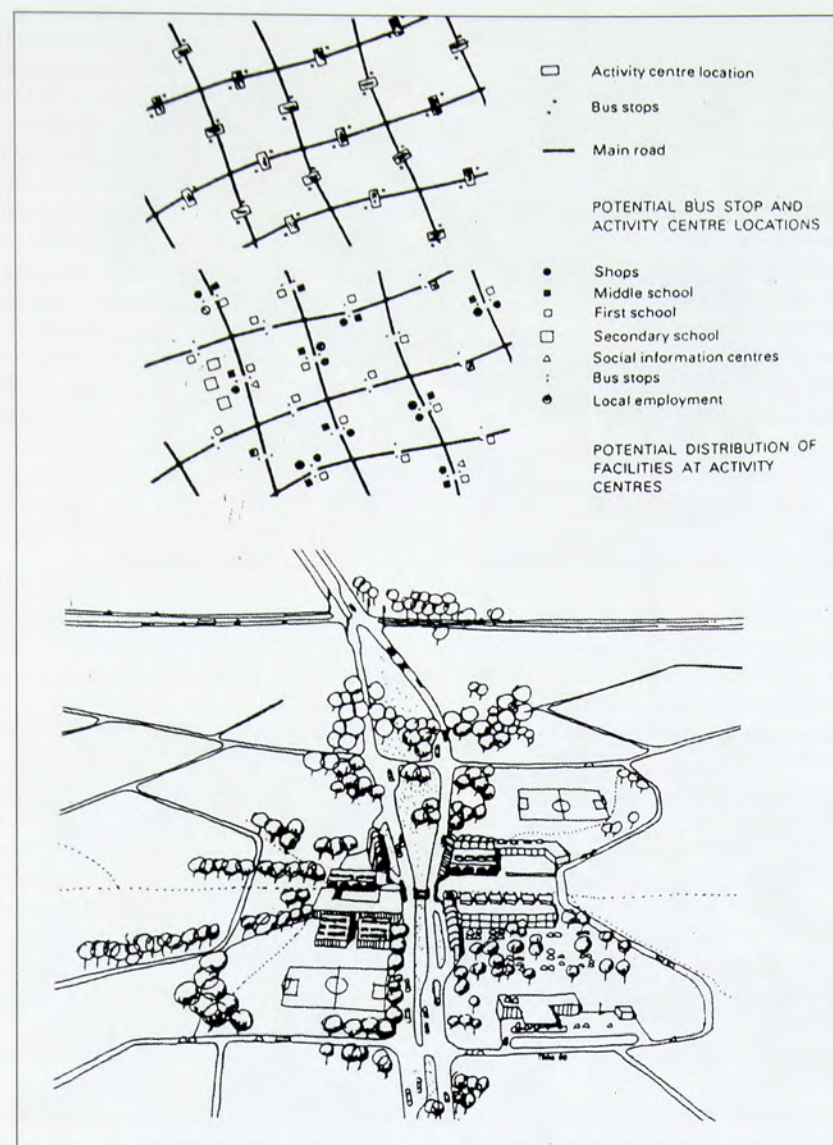 Activity centre location
Bus stops
Main road
POTENTIAL BUS STOP AND
ACTIVITY CENTRE LOCATIONS
Shops
Middle school
First school
Secondary school
Social information centres
Bus stops
Local employment
POTENTIAL DISTRIBUTION OF
FACILITIES AT ACTIVITY
CENTRES